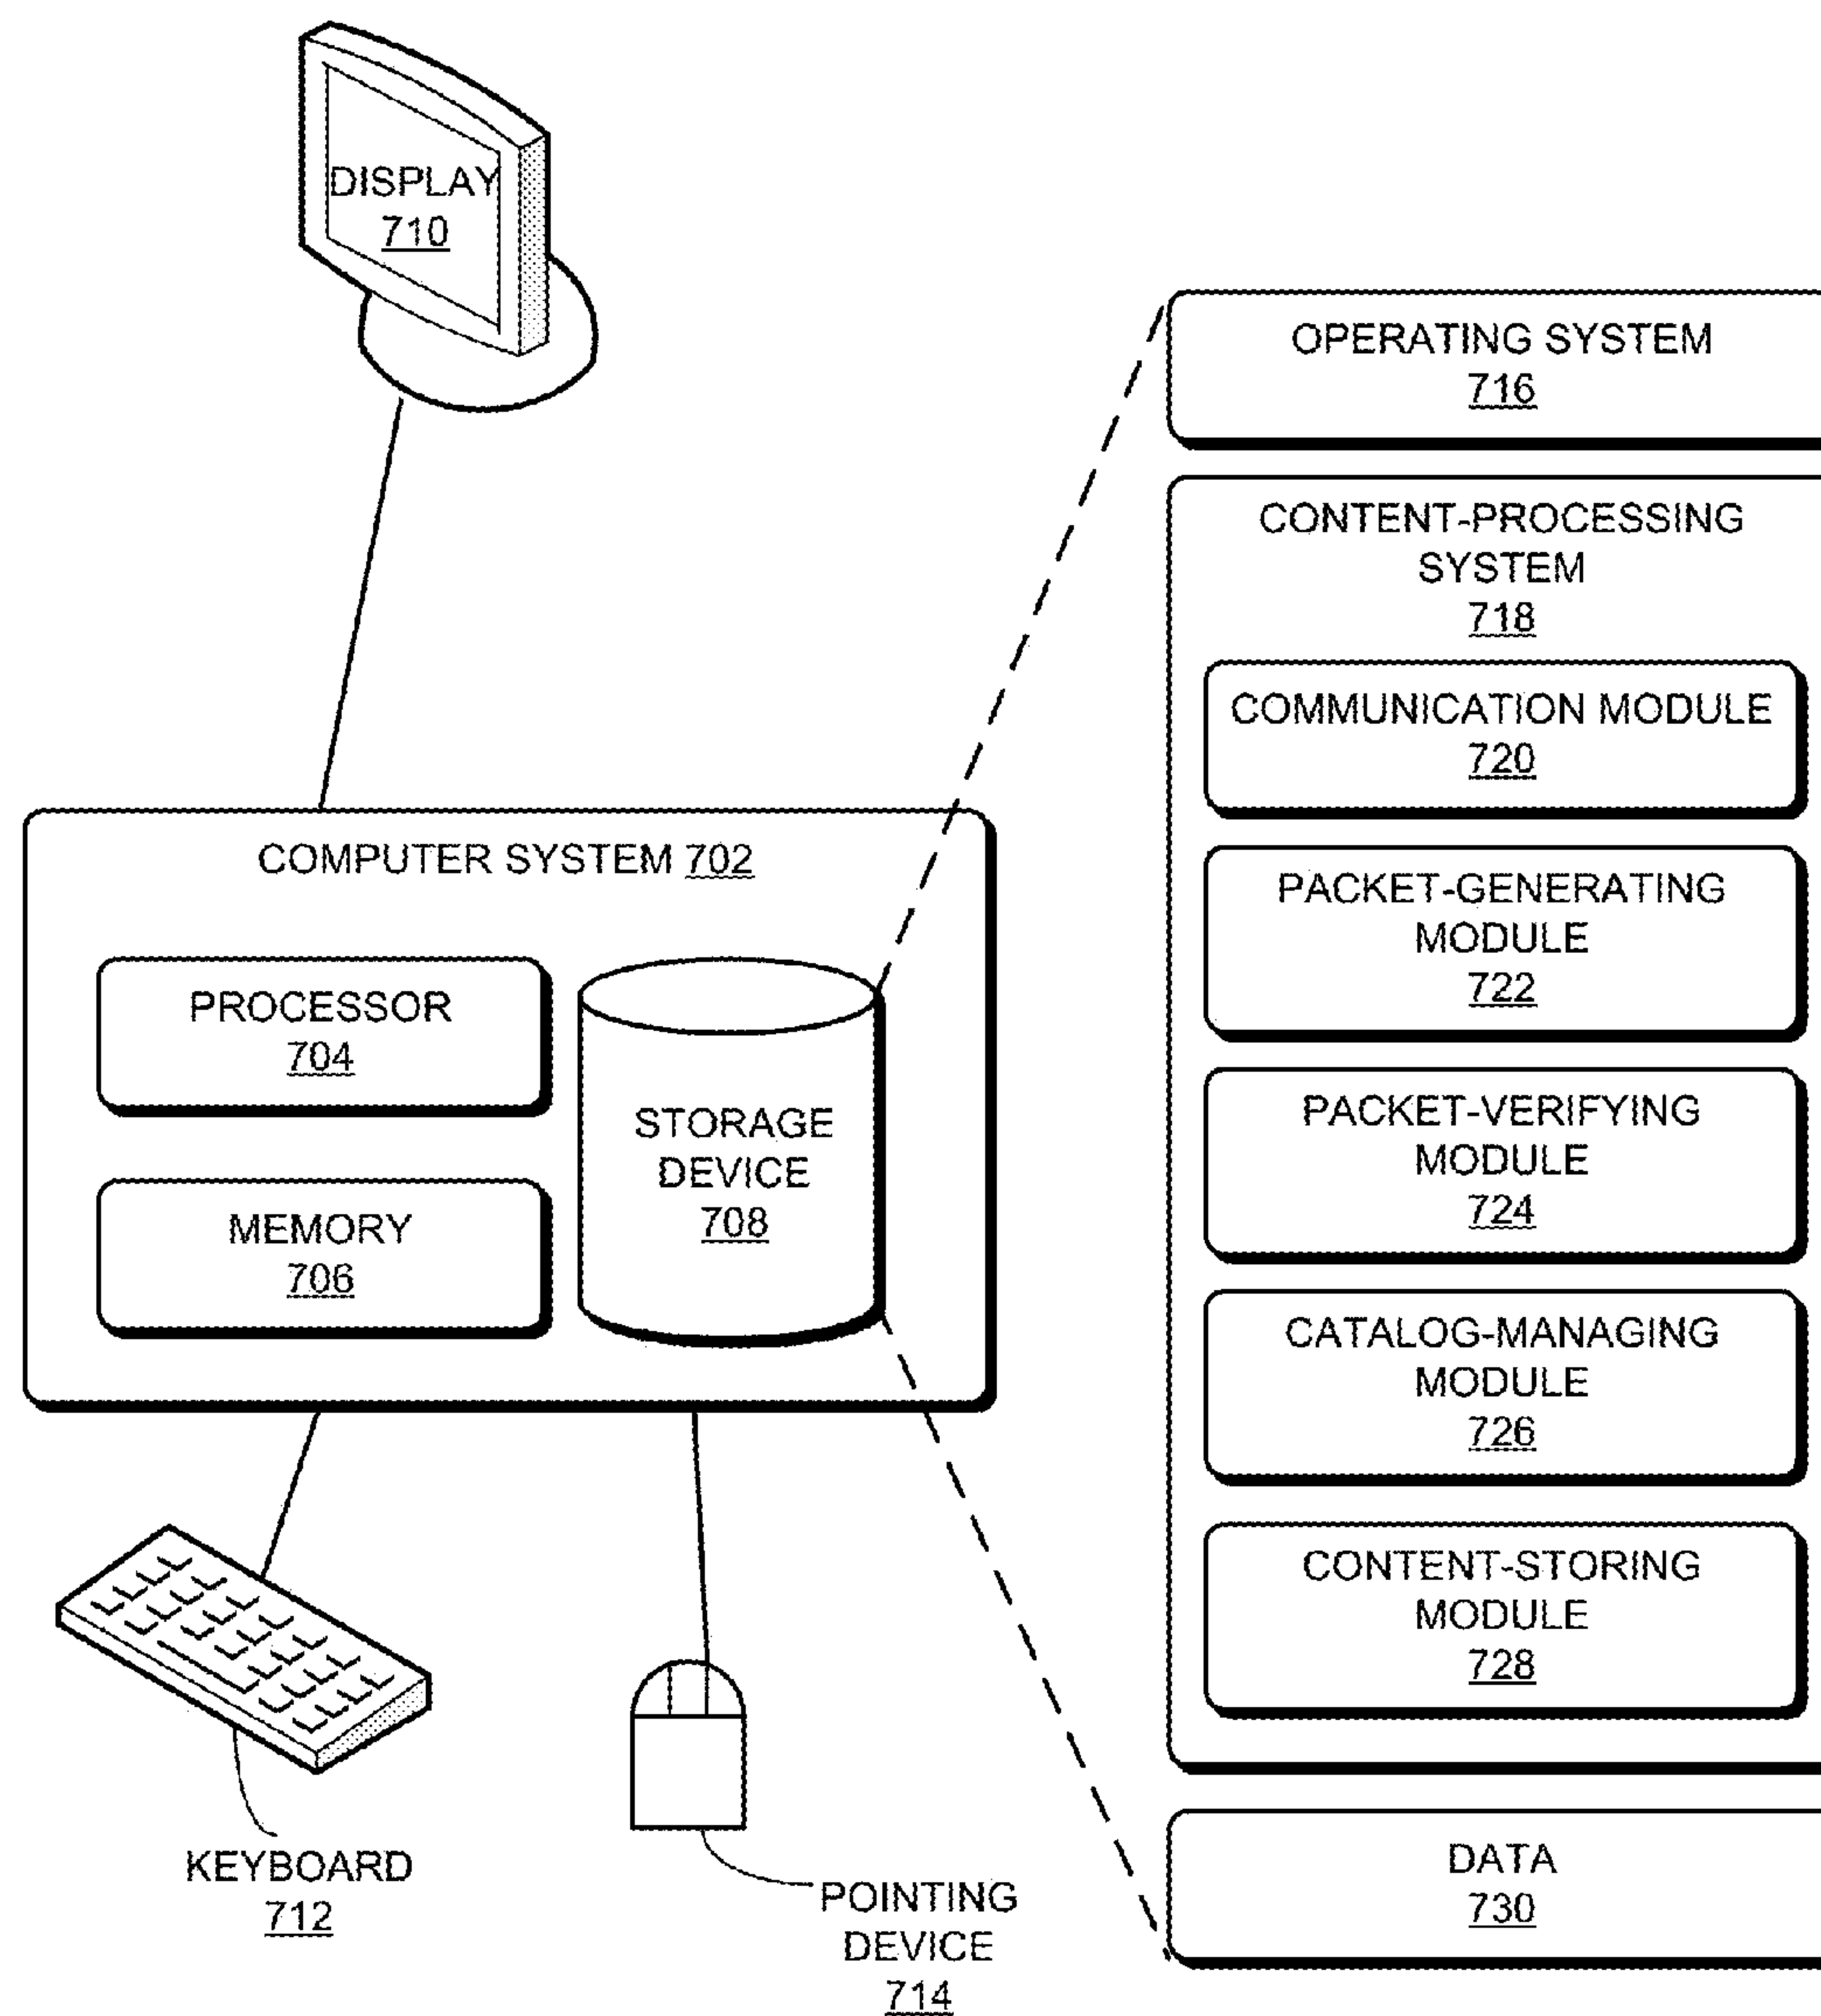 DISPLAY
710
COMPUTER SYSTEM 702
PROCESSOR
704
MEMORY
706
STORAGE
DEVICE
708
KEYBOARD
712
POINTING
DEVICE
714
OPERATING SYSTEM
716
CONTENT-PROCESSING
SYSTEM
718
COMMUNICATION MODULE
720
PACKET-GENERATING
MODULE
722
PACKET-VERIFYING
MODULE
724
CATALOG-MANAGING
MODULE
726
CONTENT-STORING
MODULE
728
DATA
730